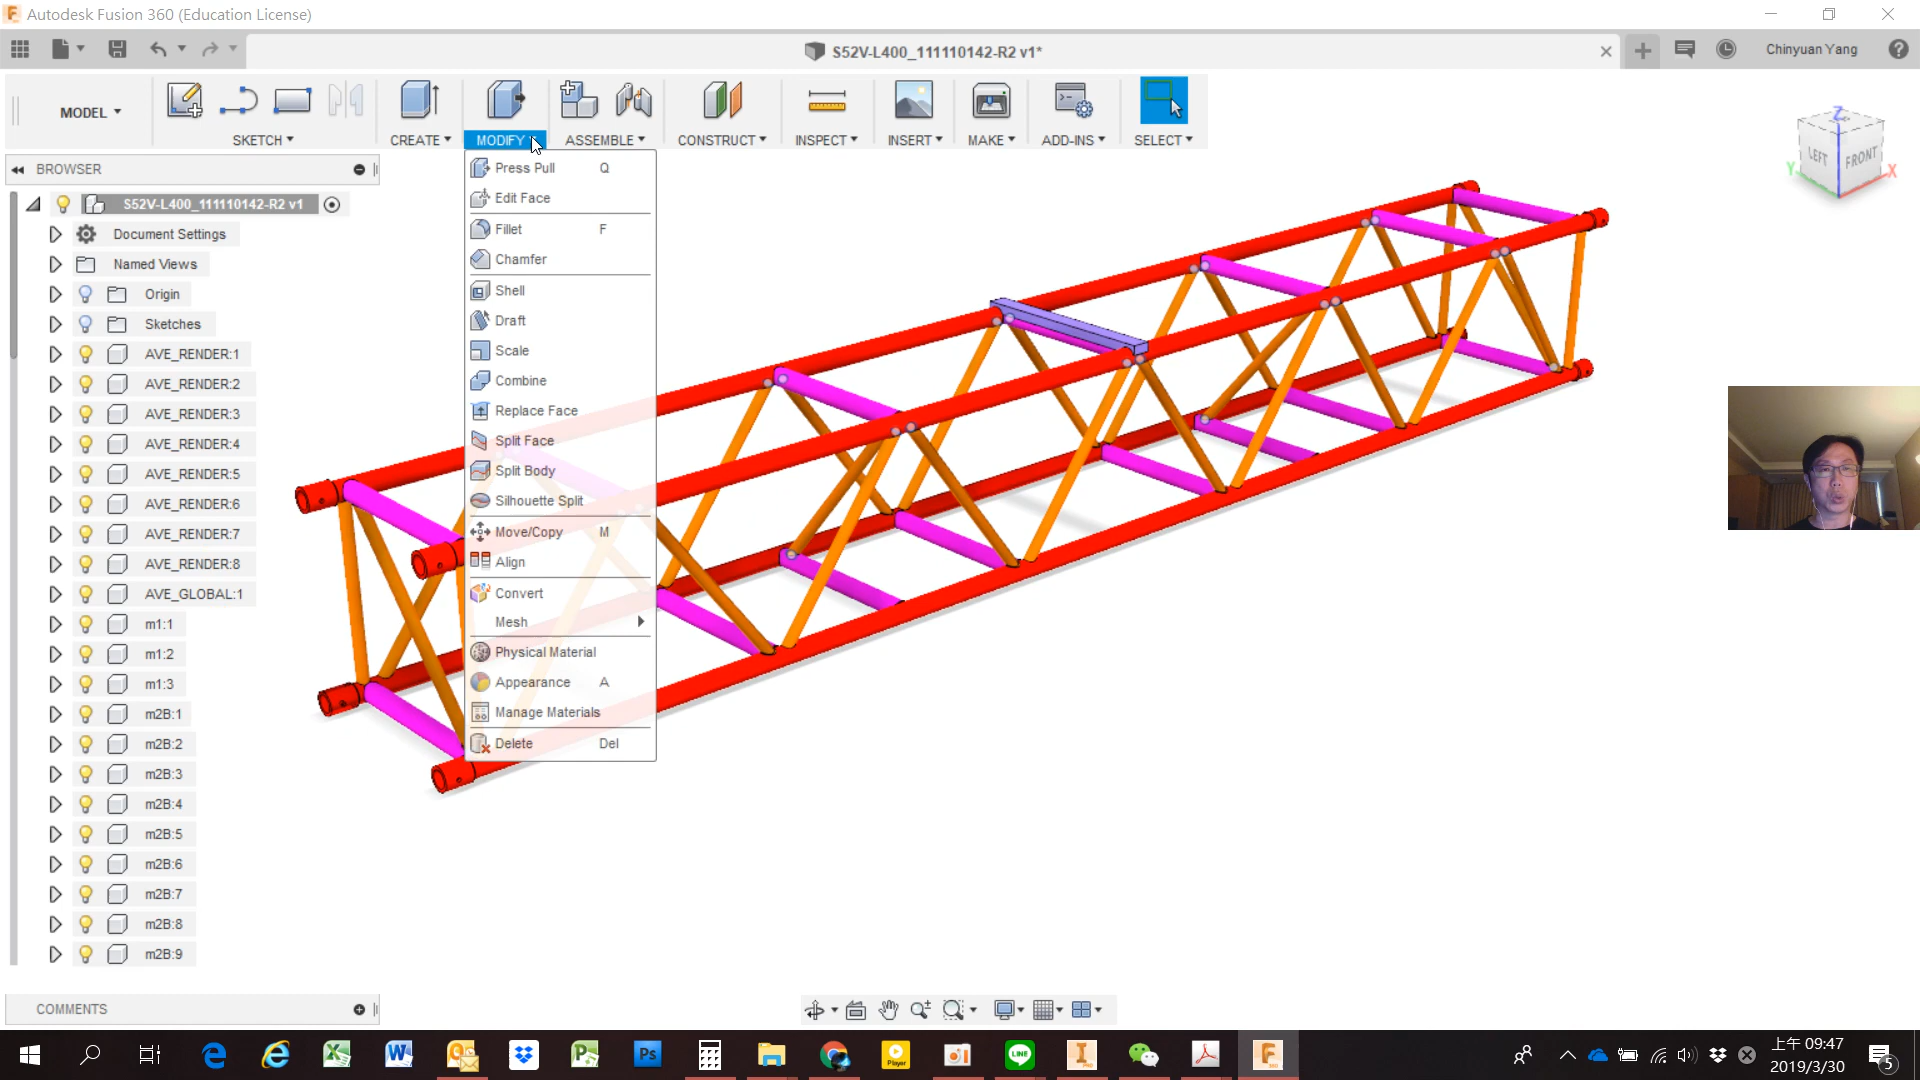 Autodesk Fusion 360 (Education License)
S52V-L400_111110142-R2 v1*
Chinyuan Yang
MODEL
SKETCH
CREATE
MODIFY
ASSEMBLE
CONSTRUCT
INSPECT
INSERT
MAKE
ADD-INS
SELECT
BROWSER
S52V-L400_111110142-R2 v1
Document Settings
Named Views
Origin
Sketches
AVE_RENDER:1
AVE_RENDER:2
AVE_RENDER:3
AVE_RENDER:4
AVE_RENDER:5
AVE_RENDER:6
AVE_RENDER:7
AVE_RENDER:8
AVE_GLOBAL:1
m1:1
m1:2
m1:3
m2B:1
m2B:2
m2B:3
m2B:4
m2B:5
m2B:6
m2B:7
m2B:8
m2B:9
Press Pull Q
Edit Face
Fillet F
Chamfer
Shell
Draft
Scale
Combine
Replace Face
Split Face
Split Body
Silhouette Split
Move/Copy M
Align
Convert
Mesh
Physical Material
Appearance A
Manage Materials
Delete Del
Z
LEFT
FRONT
Y
X
COMMENTS
Ps
Player
LINE
上午 09:47
2019/3/30
5